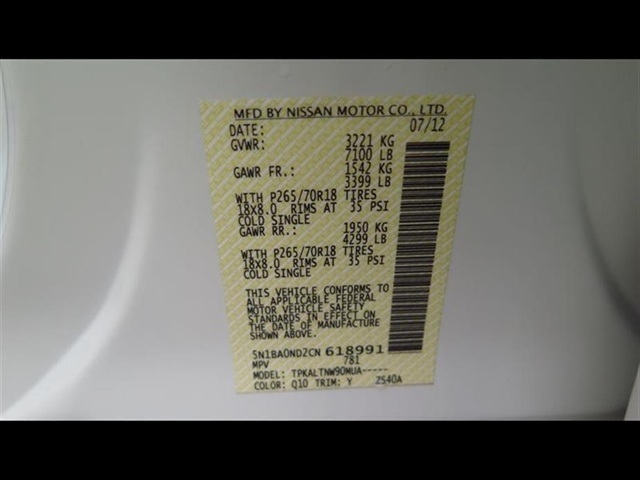 MFD BY NISSAN MOTOR CO., LTD.
DATE: 07/12
GVWR: 3221 KG
7100 LB
GAWR FR.: 1542 KG
3399 LB
WITH P265/70R18 TIRES
18X8.0 RIMS AT 35 PSI
COLD SINGLE
GAWR RR.: 1950 KG
4299 LB
WITH P265/70R18 TIRES
18X8.0 RIMS AT 35 PSI
COLD SINGLE
THIS VEHICLE CONFORMS TO
ALL APPLICABLE FEDERAL
MOTOR VEHICLE SAFETY
STANDARDS IN EFFECT ON
THE DATE OF MANUFACTURE
SHOWN ABOVE.
5N1BA0ND2CN 618991
MPV 781
MODEL: TPKALTNW90MUA-----
COLOR: Q10 TRIM: Y ZS40A